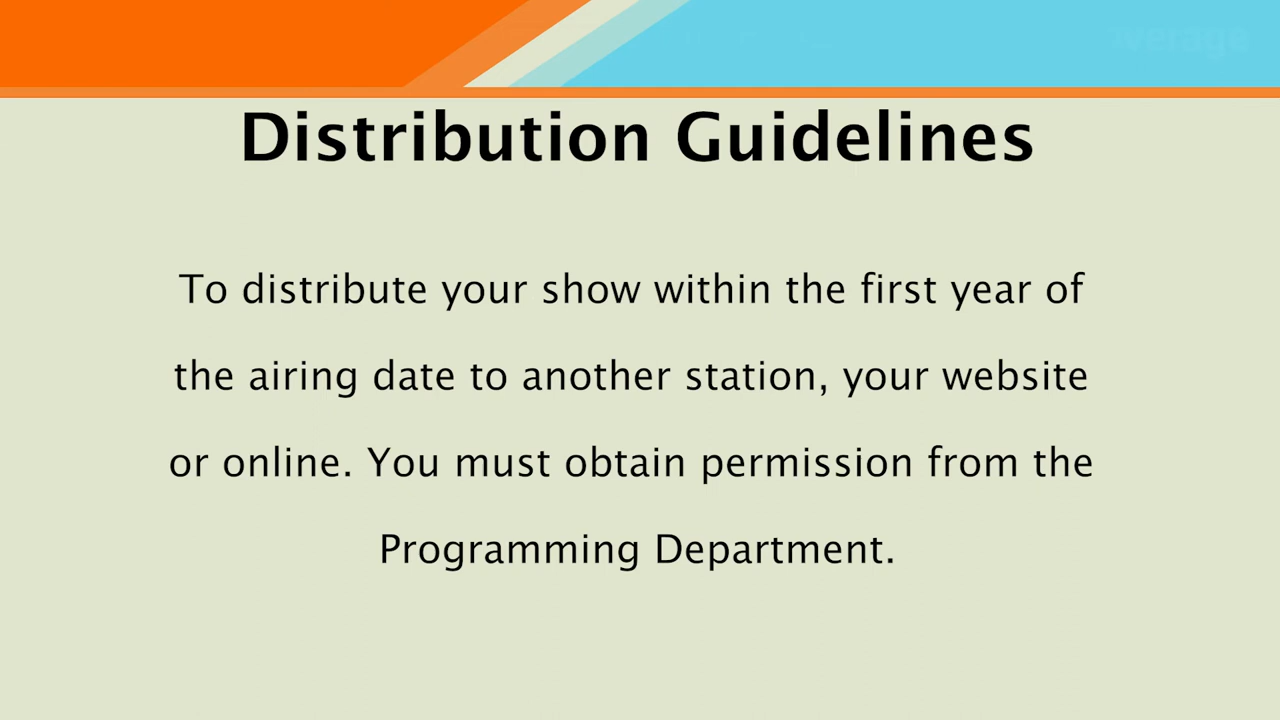 Distribution Guidelines
To distribute your show within the first year of
the airing date to another station, your website
or online. You must obtain permission from the
Programming Department.